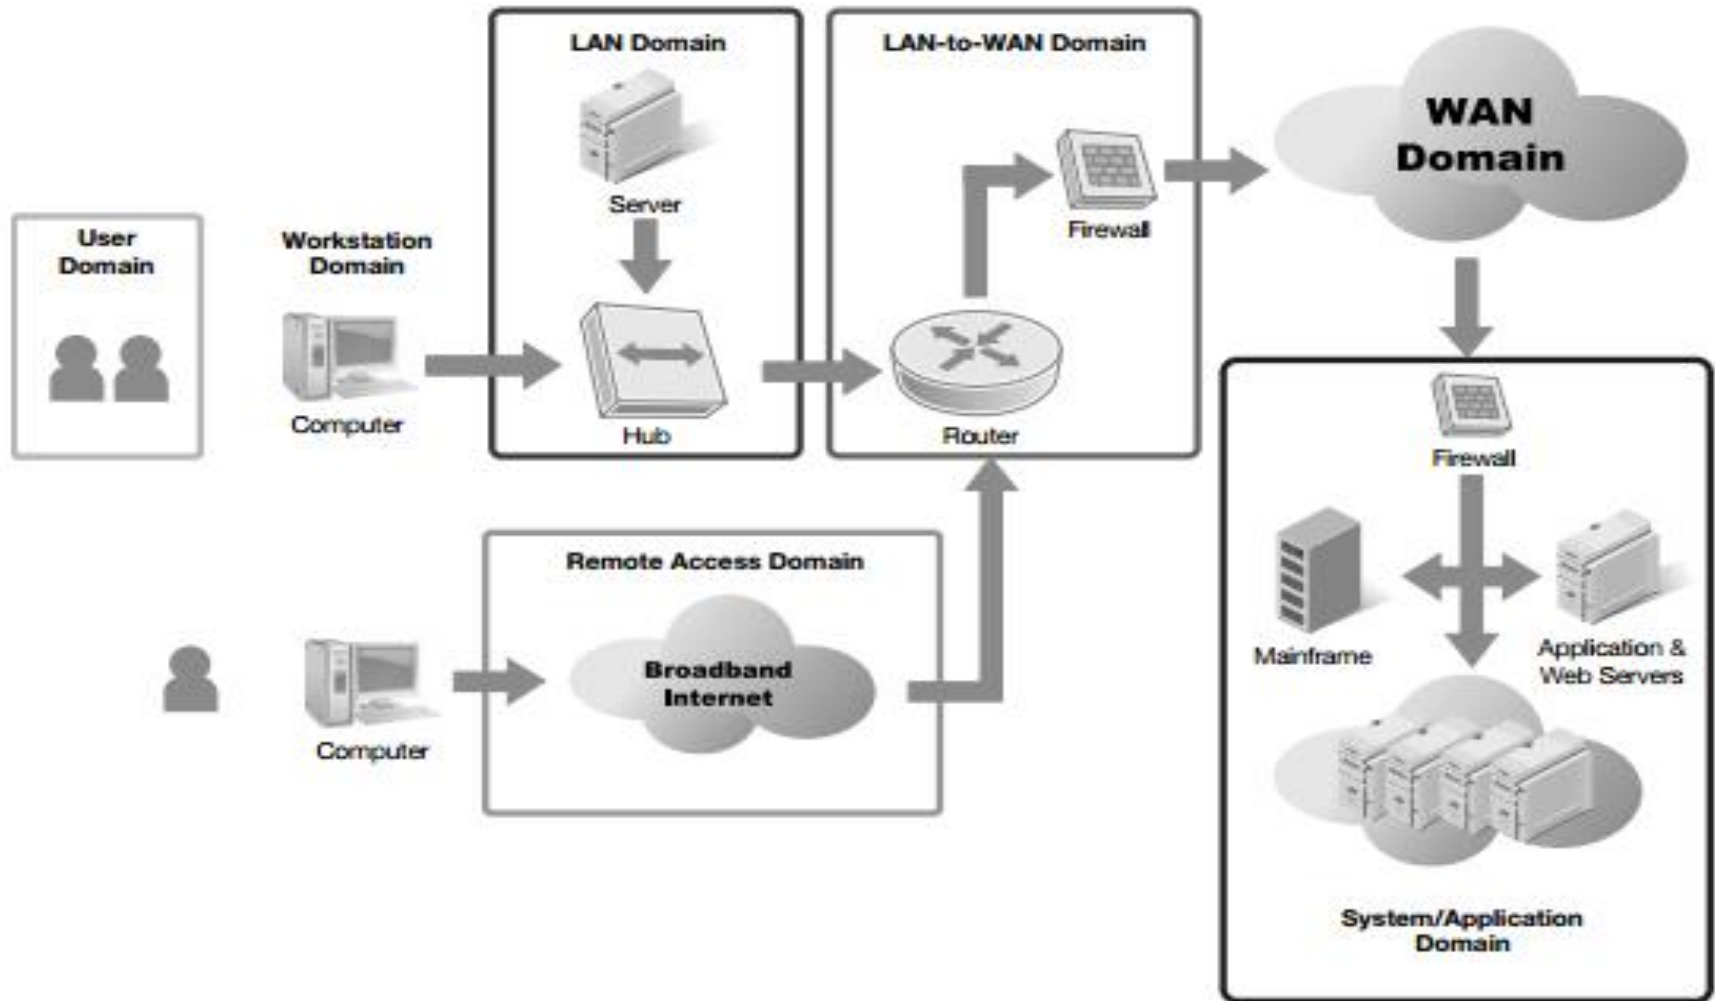 User
Domain
Workstation
Domain
Computer
LAN Domain
Server
Hub
LAN-to-WAN Domain
Firewall
Router
WAN
Domain
Remote Access Domain
Broadband
Internet
Computer
Firewall
Mainframe
Application &
Web Servers
System/Application
Domain